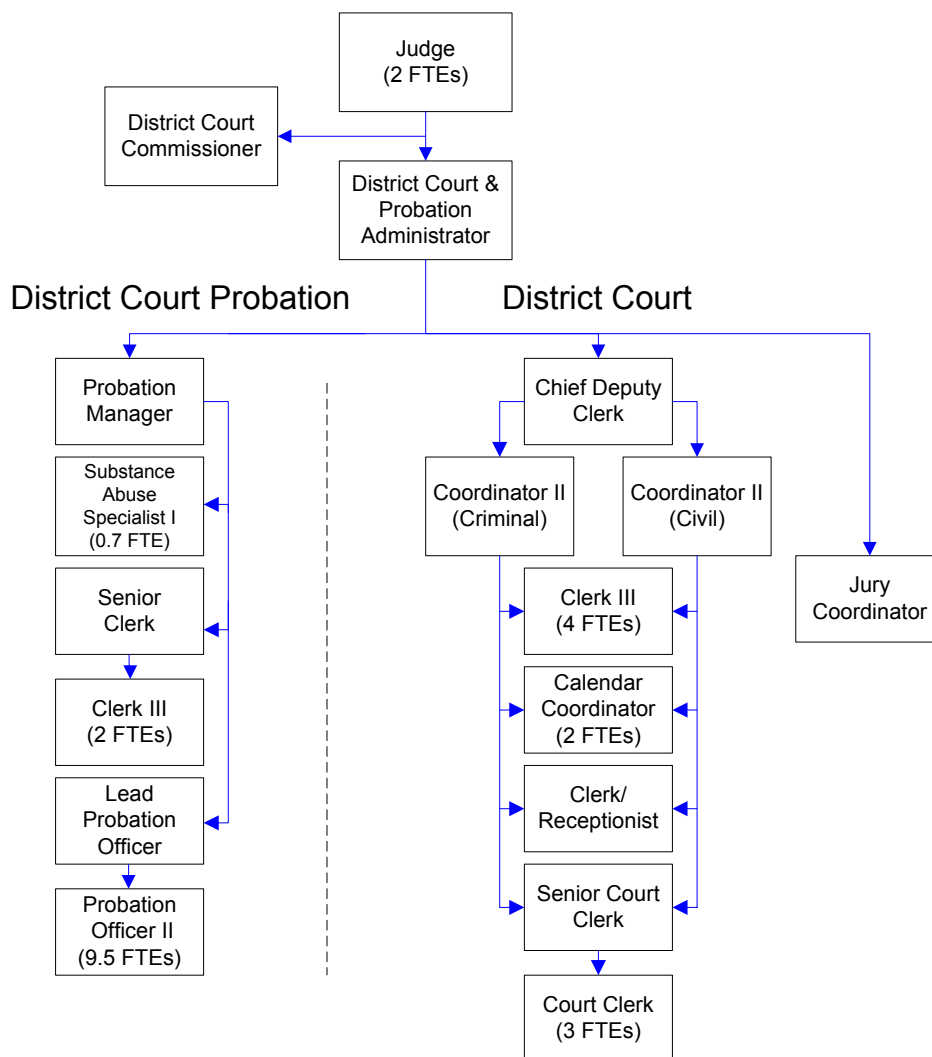 Judge
(2 FTEs)
District Court
Commissioner
District Court &
Probation
Administrator
District Court Probation
District Court
Probation
Manager
Substance
Abuse
Specialist I
(0.7 FTE)
Senior
Clerk
Clerk III
(2 FTEs)
Lead
Probation
Officer
Probation
Officer II
(9.5 FTEs)
Chief Deputy
Clerk
Coordinator II
(Criminal)
Coordinator II
(Civil)
Clerk III
(4 FTEs)
Calendar
Coordinator
(2 FTEs)
Clerk/
Receptionist
Senior Court
Clerk
Court Clerk
(3 FTEs)
Jury
Coordinator